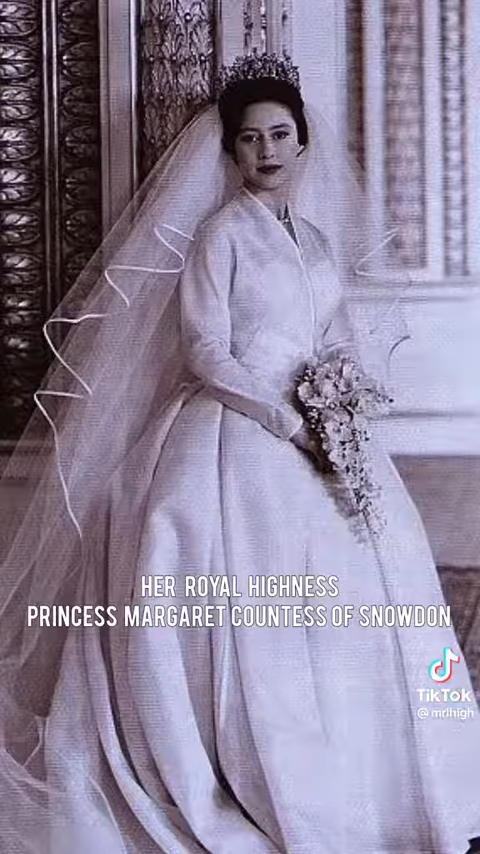 HER ROYAL HIGHNESS
PRINCESS MARGARET COUNTESS OF SNOWDON
TikTok
@mrlhigh